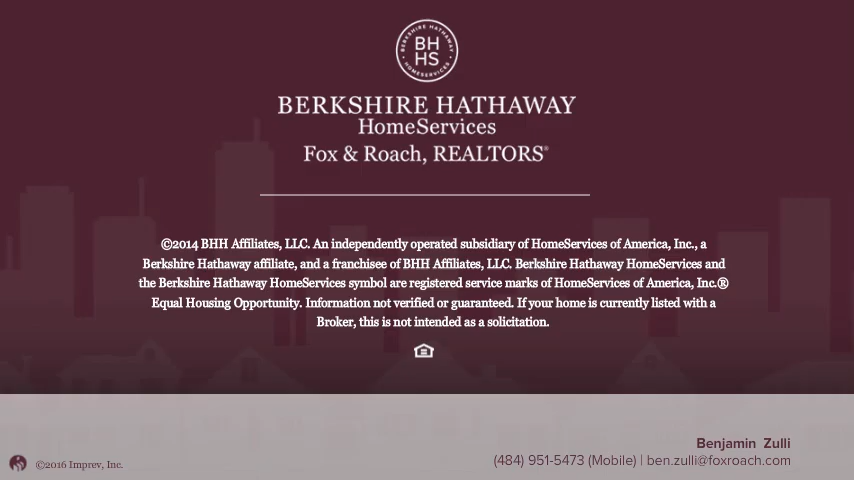 BERKSHIRE HATHAWAY
BH
HS
HOMESERVICES
BERKSHIRE HATHAWAY
HomeServices
Fox & Roach, REALTORS®
©2014 BHH Affiliates, LLC. An independently operated subsidiary of HomeServices of America, Inc., a
Berkshire Hathaway affiliate, and a franchisee of BHH Affiliates, LLC. Berkshire Hathaway HomeServices and
the Berkshire Hathaway HomeServices symbol are registered service marks of HomeServices of America, Inc.®
Equal Housing Opportunity. Information not verified or guaranteed. If your home is currently listed with a
Broker, this is not intended as a solicitation.
Benjamin Zulli
(484) 951-5473 (Mobile) | ben.zulli@foxroach.com
©2016 Imprev, Inc.